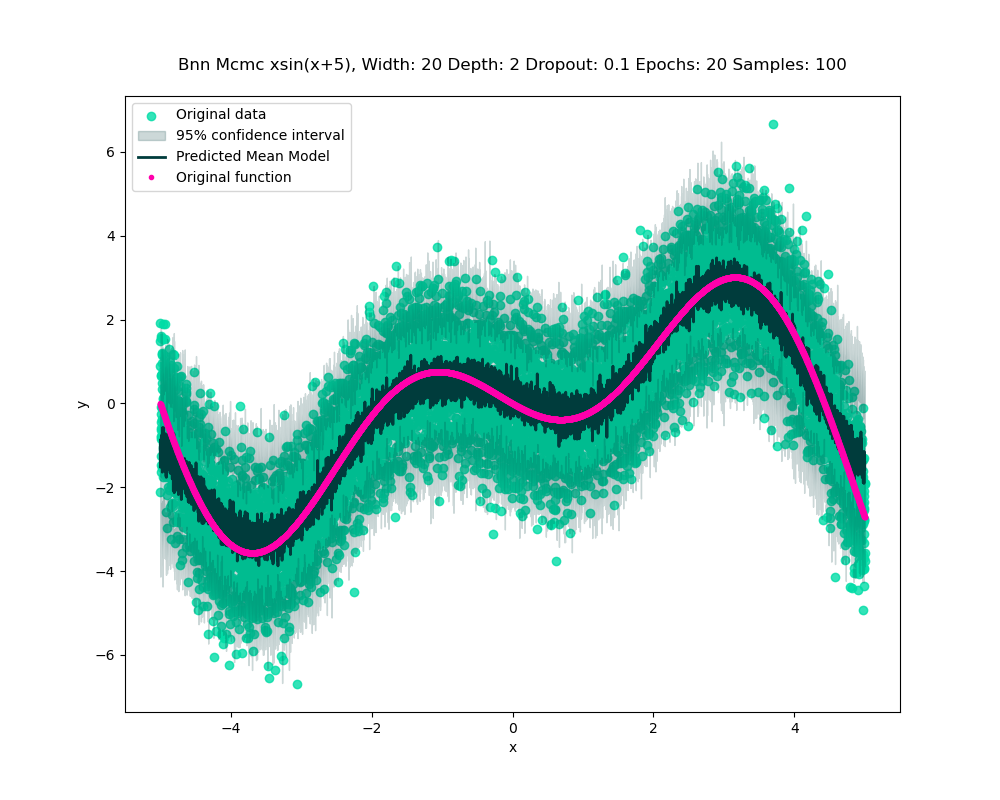 Bnn Mcmc xsin(x+5), Width: 20 Depth: 2 Dropout: 0.1 Epochs: 20 Samples: 100
Original data
95% confidence interval
Predicted Mean Model
Original function
6
4
2
0
−2
−4
−6
y
−4
−2
0
2
4
x